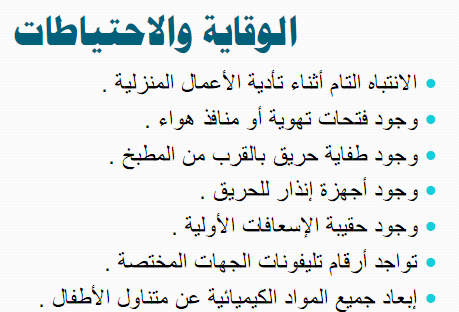 الوقاية والاحتياطات
• الانتباه التام أثناء تأدية الأعمال المنزلية .
• وجود فتحات تهوية أو منافذ هواء .
• وجود طفاية حريق بالقرب من المطبخ .
• وجود أجهزة إنذار للحريق .
• وجود حقيبة الإسعافات الأولية .
• تواجد أرقام تليفونات الجهات المختصة .
• إبعاد جميع المواد الكيميائية عن متناول الأطفال .